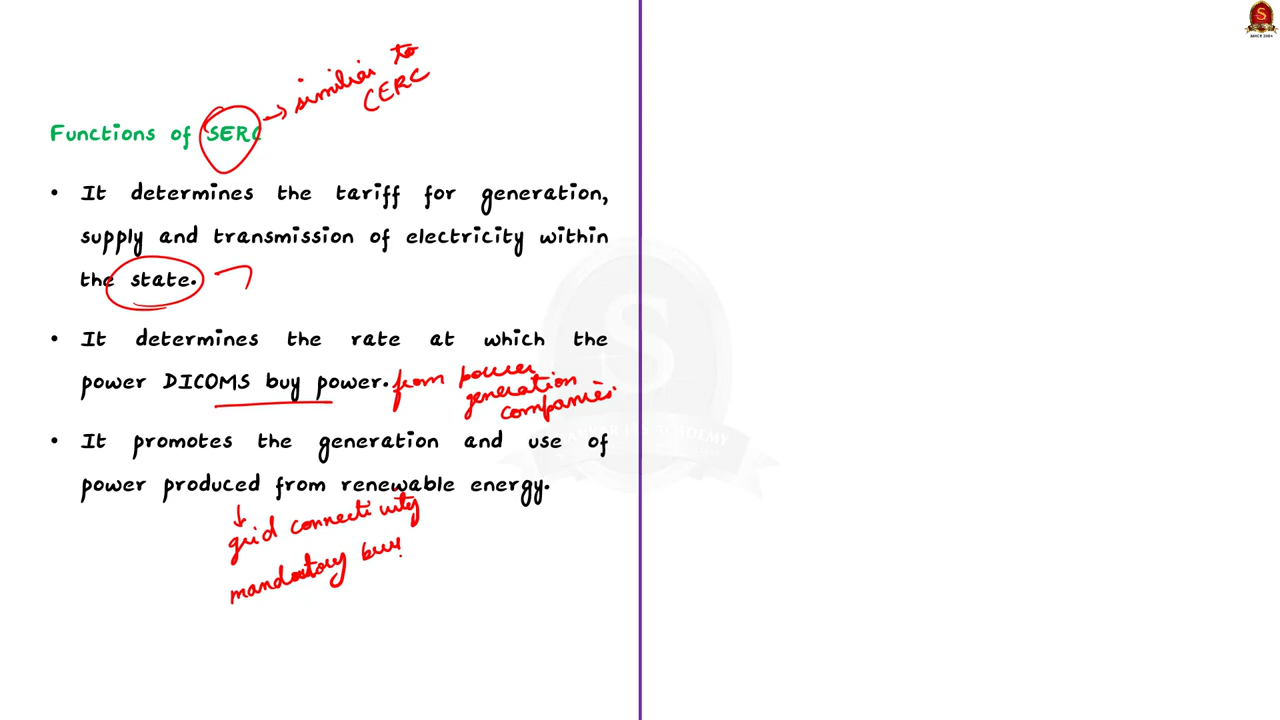 similar to
CERC
Functions of SERC
• It determines the tariff for generation,
supply and transmission of electricity within
the state.
• It determines the rate at which the
power DICOMS buy power. from power
generation
companies
• It promotes the generation and use of
power produced from renewable energy.
grid connectivity
mandatory buy
S
SINCE 2004